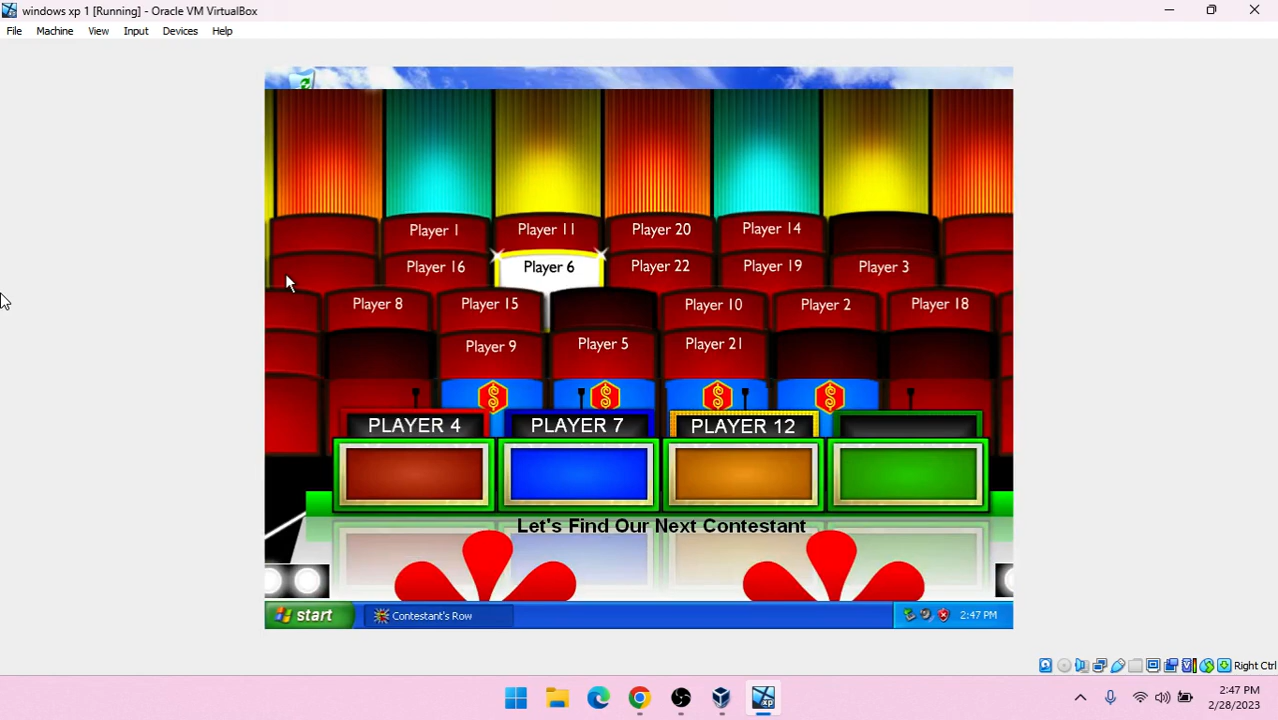 windows xp 1 [Running] - Oracle VM VirtualBox
File Machine View Input Devices Help
Player 1 Player 11 Player 20 Player 14
Player 16 Player 6 Player 22 Player 19 Player 3
Player 8 Player 15 Player 10 Player 2 Player 18
Player 9 Player 5 Player 21
PLAYER 4 PLAYER 7 PLAYER 12
Let's Find Our Next Contestant
start Contestant's Row 2:47 PM
Right Ctrl
xp
2:47 PM
2/28/2023